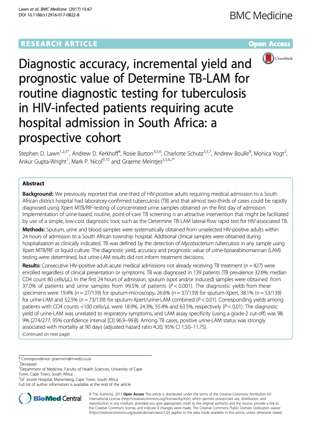 Lawn et al. BMC Medicine (2017) 15:67
DOI 10.1186/s12916-017-0822-8
BMC Medicine
RESEARCH ARTICLE
Open Access
CrossMark
Diagnostic accuracy, incremental yield and
prognostic value of Determine TB-LAM for
routine diagnostic testing for tuberculosis
in HIV-infected patients requiring acute
hospital admission in South Africa: a
prospective cohort
Stephen D. Lawn, Andrew D. Kerkhoff, Rosie Burton, Charlotte Schutz, Andrew Boulle, Monica Vogt,
Ankur Gupta-Wright, Mark P. Nicol and Graeme Meintjes
Abstract
Background: We previously reported that one-third of HIV-positive adults requiring medical admission to a South
African district hospital had laboratory-confirmed tuberculosis (TB) and that almost two-thirds of cases could be rapidly
diagnosed using Xpert MTB/RIF-testing of concentrated urine samples obtained on the first day of admission.
Implementation of urine-based, routine, point-of-care TB screening is an attractive intervention that might be facilitated
by use of a simple, low-cost diagnostic tool, such as the Determine TB-LAM lateral-flow rapid test for HIV-associated TB.
Methods: Sputum, urine and blood samples were systematically obtained from unselected HIV-positive adults within
24 hours of admission to a South African township hospital. Additional clinical samples were obtained during
hospitalization as clinically indicated. TB was defined by the detection of Mycobacterium tuberculosis in any sample using
Xpert MTB/RIF or liquid culture. The diagnostic yield, accuracy and prognostic value of urine-lipoarabinomannan (LAM)
testing were determined, but urine-LAM results did not inform treatment decisions.
Results: Consecutive HIV-positive adult acute medical admissions not already receiving TB treatment (n = 427) were
enrolled regardless of clinical presentation or symptoms. TB was diagnosed in 139 patients (TB prevalence 32.6%; median
CD4 count 80 cells/μL). In the first 24 hours of admission, sputum (spot and/or induced) samples were obtained from
37.0% of patients and urine samples from 99.5% of patients (P < 0.001). The diagnostic yields from these
specimens were 19.4% (n = 27/139) for sputum-microscopy, 26.6% (n = 37/139) for sputum-Xpert, 38.1% (n = 53/139)
for urine-LAM and 52.5% (n = 73/139) for sputum Xpert/urine-LAM combined (P < 0.01). Corresponding yields among
patients with CD4 counts <100 cells/μL were 18.9%, 24.3%, 55.4% and 63.5%, respectively (P < 0.01). The diagnostic
yield of urine-LAM was unrelated to respiratory symptoms, and LAM assay specificity (using a grade-2 cut-off) was 98.
9% (274/277; 95% confidence interval [CI] 96.9–99.8). Among TB cases, positive urine-LAM status was strongly
associated with mortality at 90 days (adjusted hazard ratio 4.20; 95% CI 1.50–11.75).
(Continued on next page)
* Correspondence: graemein@mweb.co.za
Deceased
Department of Medicine, Faculty of Health Sciences, University of Cape
Town, Cape Town, South Africa
GF Jooste Hospital, Manenberg, Cape Town, South Africa
Full list of author information is available at the end of the article
BioMed Central
© The Author(s). 2017 Open Access This article is distributed under the terms of the Creative Commons Attribution 4.0
International License (http://creativecommons.org/licenses/by/4.0/), which permits unrestricted use, distribution, and
reproduction in any medium, provided you give appropriate credit to the original author(s) and the source, provide a link to
the Creative Commons license, and indicate if changes were made. The Creative Commons Public Domain Dedication waiver
(http://creativecommons.org/publicdomain/zero/1.0/) applies to the data made available in this article, unless otherwise stated.